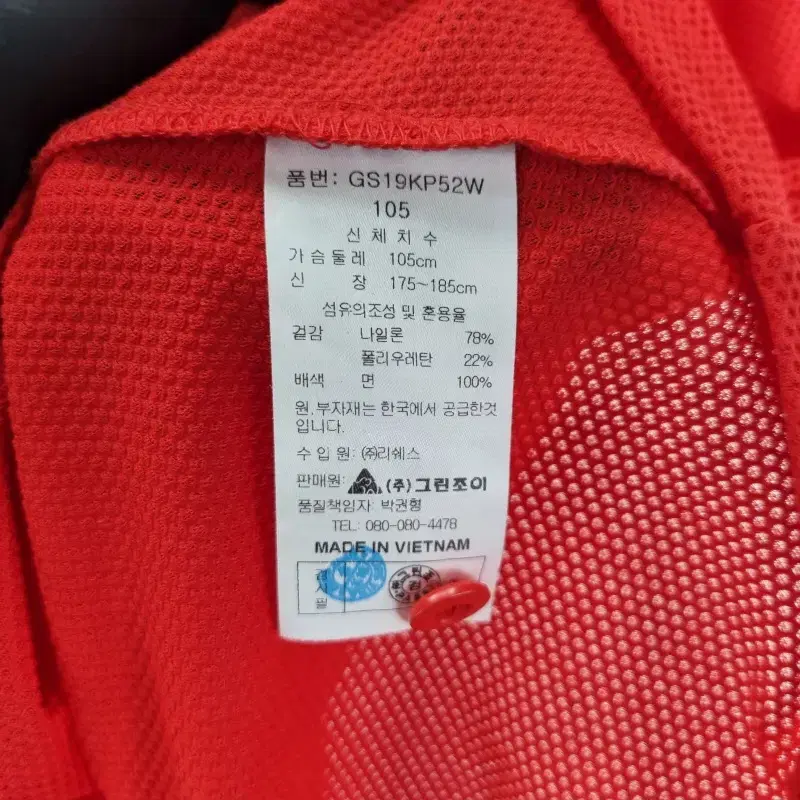 품번: GS19KP52W
105
신 체 치 수
가슴둘레 105cm
신 장 175~185cm
섬유의조성 및 혼용율
겉감 나일론 78%
폴리우레탄 22%
배색 면 100%
원.부자재는 한국에서 공급한것
입니다.
수 입 원: ㈜리쉐스
판매원: (주)그린조이
품질책임자: 박권형
TEL: 080-080-4478
MADE IN VIETNAM
검
사
필